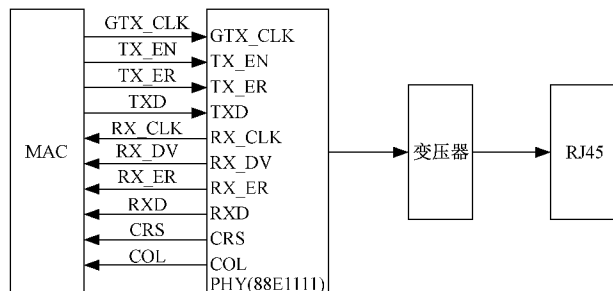 GTX_CLK
GTX_CLK
TX_EN
TX_EN
TX_ER
TX_ER
TXD
TXD
RX_CLK
RX_CLK
MAC
RX_DV
RX_DV
变压器
RJ45
RX_ER
RX_ER
RXD
RXD
CRS
CRS
COL
COL
PHY(88E1111)